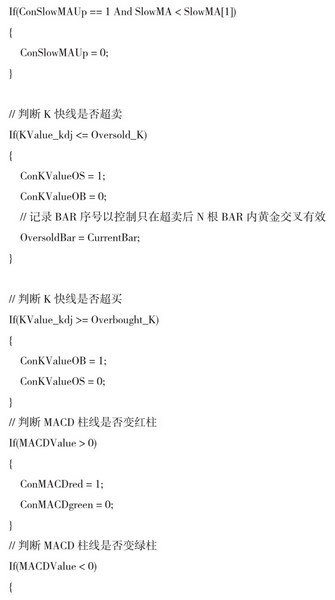 If(ConSlowMAUp == 1 And SlowMA < SlowMA[1])
{
ConSlowMAUp = 0;
}
// 判断 K 快线是否超卖
If(KValue_kdj <= Oversold_K)
{
ConKValueOS = 1;
ConKValueOB = 0;
// 记录 BAR 序号以控制只在超卖后 N 根 BAR 内黄金交叉有效
OversoldBar = CurrentBar;
}
// 判断 K 快线是否超买
If(KValue_kdj >= Overbought_K)
{
ConKValueOB = 1;
ConKValueOS = 0;
}
// 判断 MACD 柱线是否变红柱
If(MACDValue > 0)
{
ConMACDred = 1;
ConMACDgreen = 0;
}
// 判断 MACD 柱线是否变绿柱
If(MACDValue < 0)
{